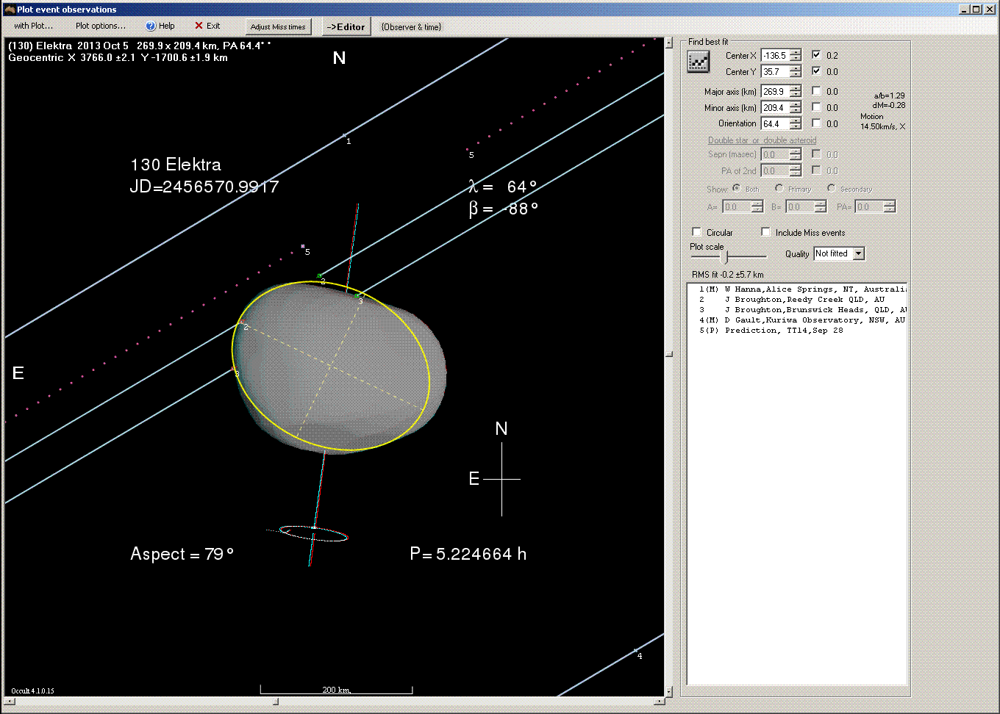 Plot event observations
with Plot... Plot options... Help Exit Adjust Miss times ->Editor {Observer & time}
(130) Elektra 2013 Oct 5 269.9 x 209.4 km, PA 64.4° °
Geocentric X 3766.0 ±2.1 Y -1700.6 ±1.9 km
N
1
5
130 Elektra
JD=2456570.9917
λ = 64°
β = -88°
5
2
3
2
3
E
N
E
Aspect = 79°
P= 5.224664 h
4
Occult 4.1.0.15
200 km,
Find best fit
Center X -136.5 0.2
Center Y 35.7 0.0
Major axis (km) 269.9 0.0
Minor axis (km) 209.4 0.0
Orientation 64.4 0.0
a/b=1.29
dM=-0.28
Motion
14.50km/s, X
Double star or double asteroid
Sepn (masec) 0.0 0.0
PA of 2nd 0.0 0.0
Show: Both Primary Secondary
A= 0.0 B= 0.0 PA= 0.0
Circular Include Miss events
Plot scale
Quality Not fitted
RMS fit -0.2 ±5.7 km
1(M) W Hanna,Alice Springs, NT, Australi
2 J Broughton,Reedy Creek QLD, AU
3 J Broughton,Brunswick Heads, QLD, AU
4(M) D Gault,Kuriwa Observatory, NSW, AU
5(P) Prediction, TT14,Sep 28